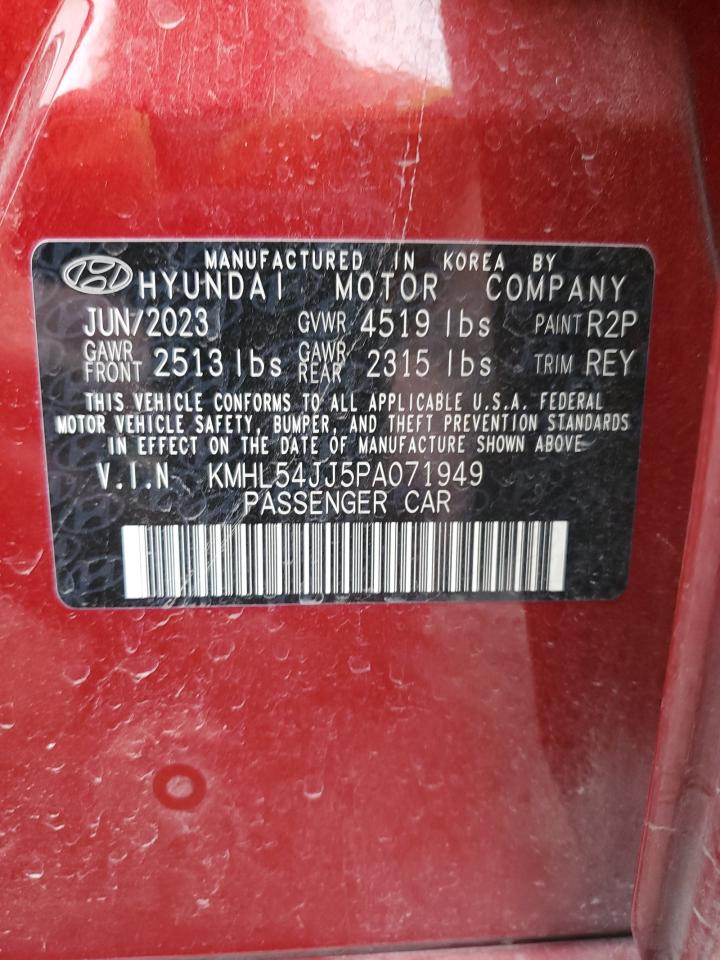 MANUFACTURED IN KOREA BY
HYUNDAI MOTOR COMPANY
JUN/2023 GVWR 4519 lbs PAINT R2P
GAWR FRONT 2513 lbs GAWR REAR 2315 lbs TRIM REY
THIS VEHICLE CONFORMS TO ALL APPLICABLE U.S.A. FEDERAL
MOTOR VEHICLE SAFETY, BUMPER, AND THEFT PREVENTION STANDARDS
IN EFFECT ON THE DATE OF MANUFACTURE SHOWN ABOVE
V.I.N KMHL54JJ5PA071949
PASSENGER CAR